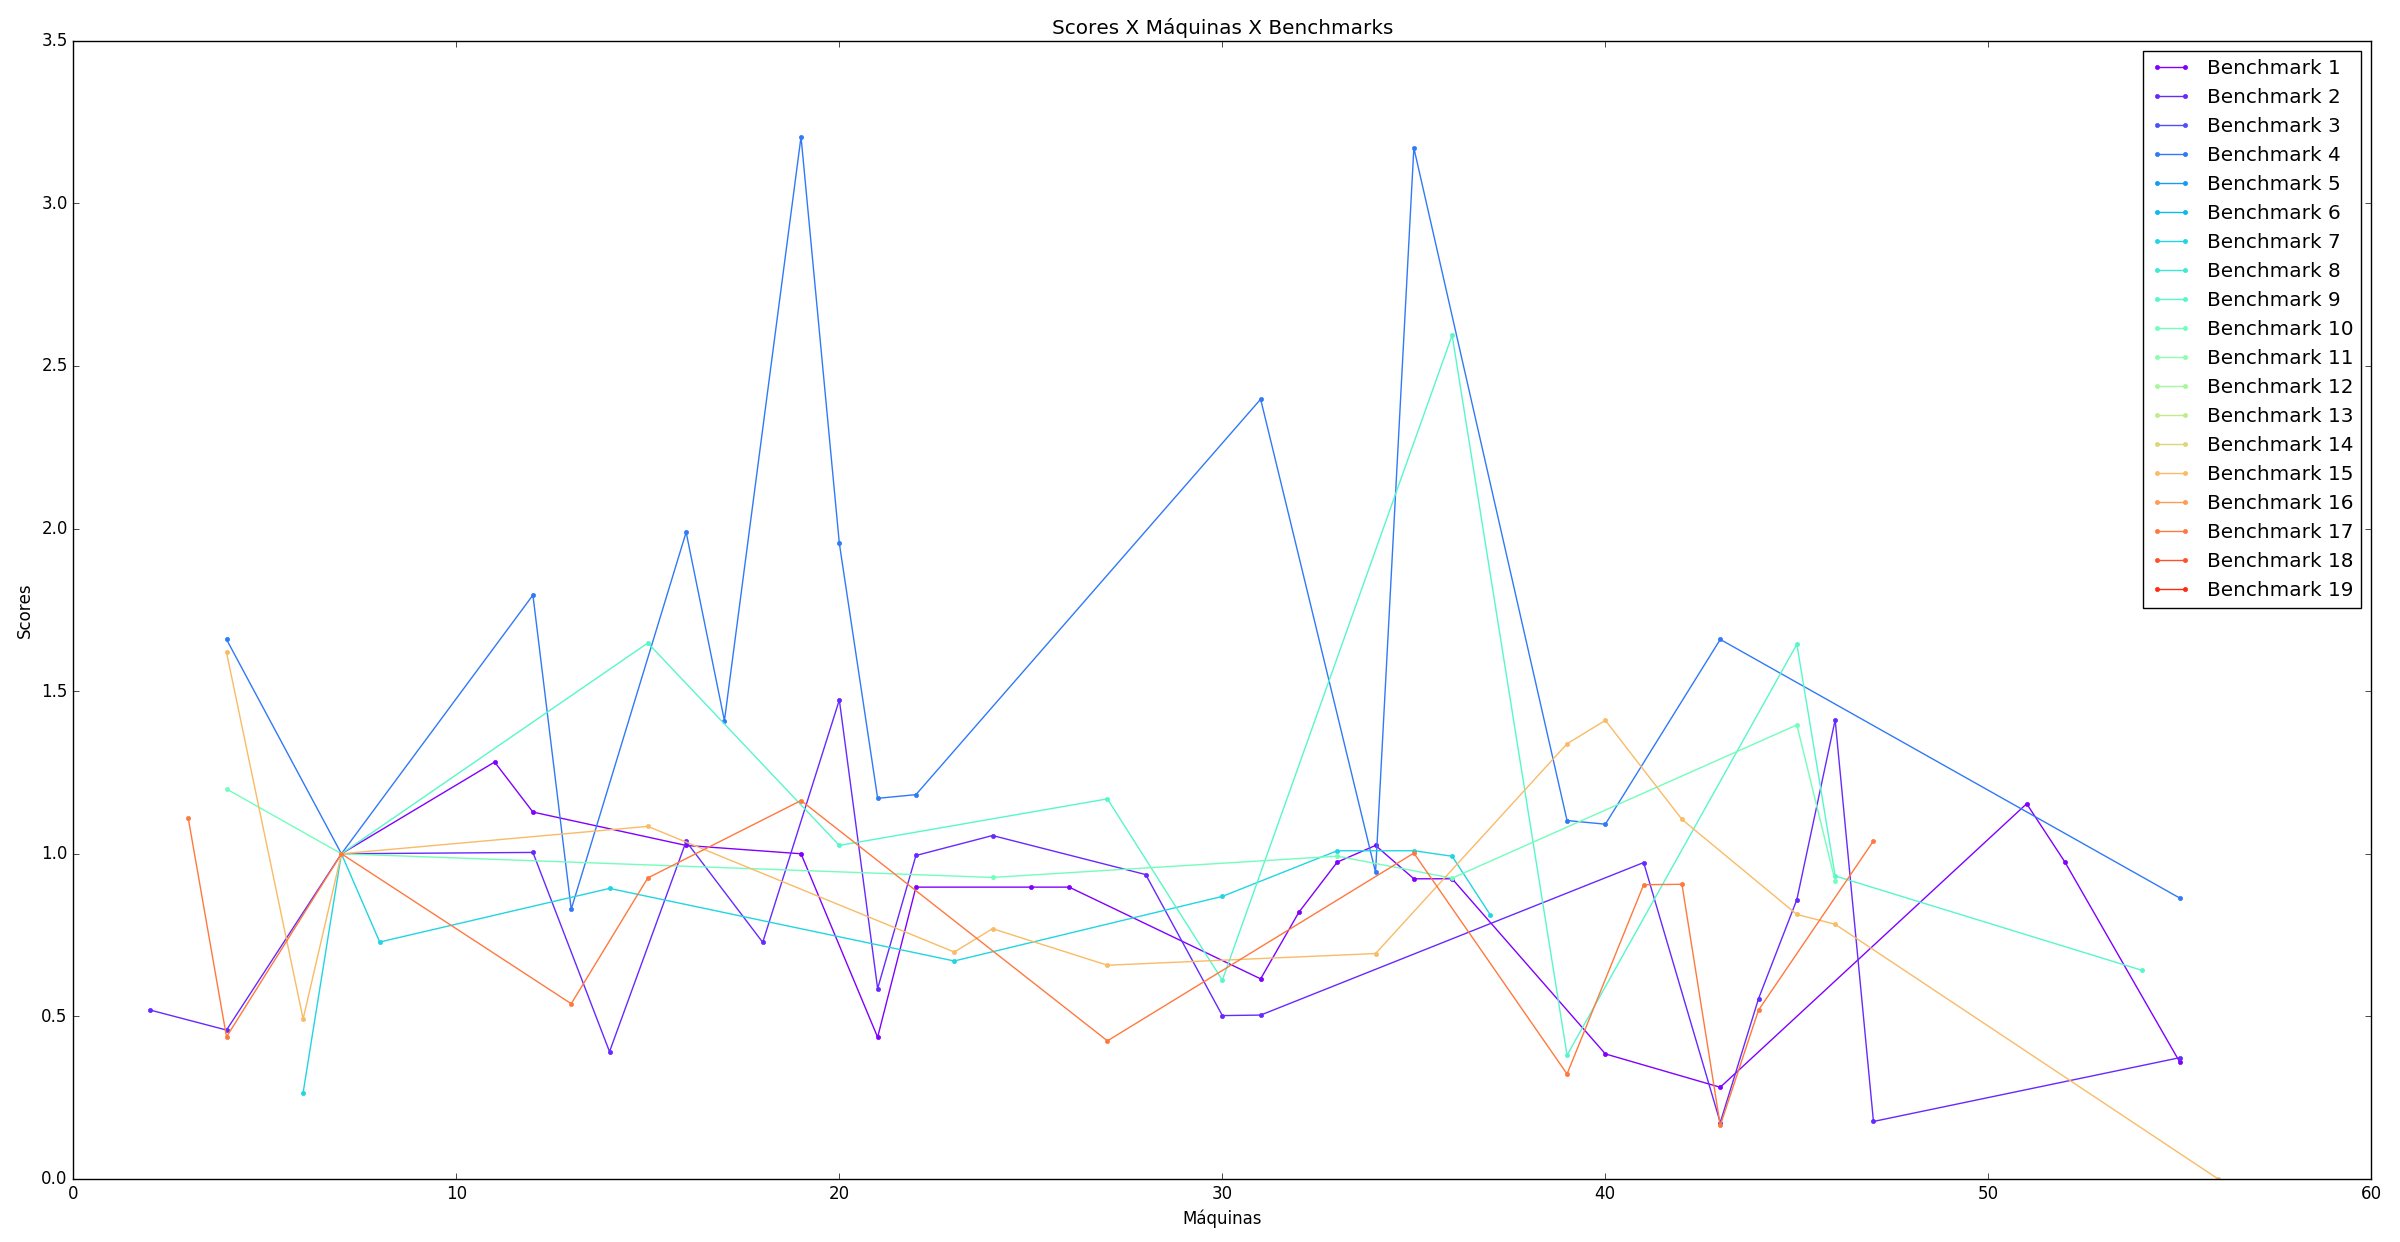 Scores X Máquinas X Benchmarks
3.5
3.0
2.5
2.0
1.5
1.0
0.5
0.0
Scores
0 10 20 30 40 50 60
Máquinas
Benchmark 1
Benchmark 2
Benchmark 3
Benchmark 4
Benchmark 5
Benchmark 6
Benchmark 7
Benchmark 8
Benchmark 9
Benchmark 10
Benchmark 11
Benchmark 12
Benchmark 13
Benchmark 14
Benchmark 15
Benchmark 16
Benchmark 17
Benchmark 18
Benchmark 19